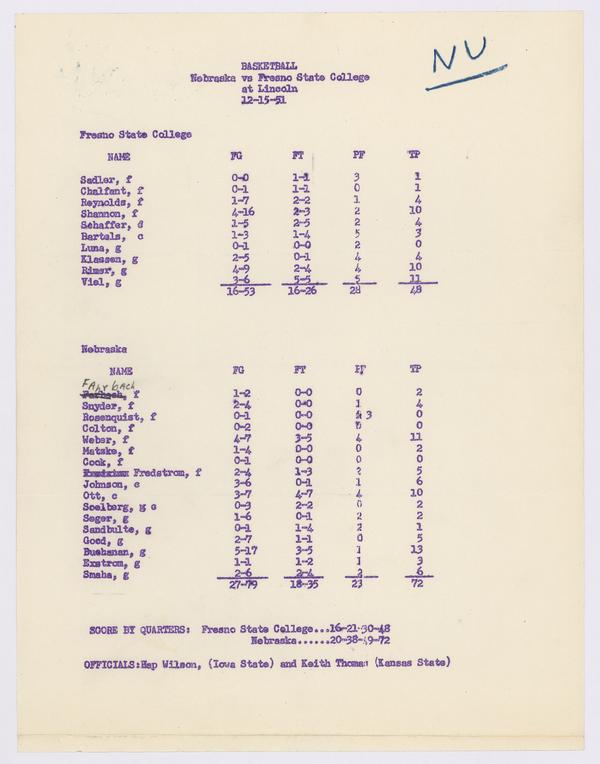 NU
BASKETBALL
Nebraska vs Fresno State College
at Lincoln
12-15-51
Fresno State College
NAME FG FT PF TP
Sadler, f 0-0 1-1 3 1
Chalfant, f 0-1 1-1 0 1
Reynolds, f 1-7 2-2 1 4
Shannon, f 4-16 2-3 2 10
Schaffer, c 1-5 2-5 2 4
Bartels, c 1-3 1-4 5 3
Luna, g 0-1 0-0 2 0
Klassen, g 2-5 0-1 4 4
Rimer, g 4-9 2-4 4 10
Viel, g 3-6 5-5 5 11
16-53 16-26 28 48
Nebraska
NAME FG FT PF TP
Fahrbach
f 1-2 0-0 0 2
Snyder, f 2-4 0-0 1 4
Rosenquist, f 0-1 0-0 3 0
Colton, f 0-2 0-0 0
Weber, f 4-7 3-5 4 11
Matzke, f 1-4 0-0 0 2
Cook, f 0-1 0-0 0 0
Fredstrom, f 2-4 1-3 2 5
Johnson, c 3-6 0-1 1 6
Ott, c 3-7 4-7 4 10
Soelberg, g c 0-3 2-2 0 2
Seger, g 1-6 0-1 2 2
Sandbulte, g 0-1 1-4 2 1
Good, g 2-7 1-1 0 5
Buchanan, g 5-17 3-5 1 13
Exstrom, g 1-1 1-2 1 3
Smaha, g 2-6 2-4 2 6
27-79 18-35 23 72
SCORE BY QUARTERS: Fresno State College...16-21-30-48
Nebraska......20-38-49-72
OFFICIALS:Hap Wilson, (Iowa State) and Keith Thomas (Kansas State)